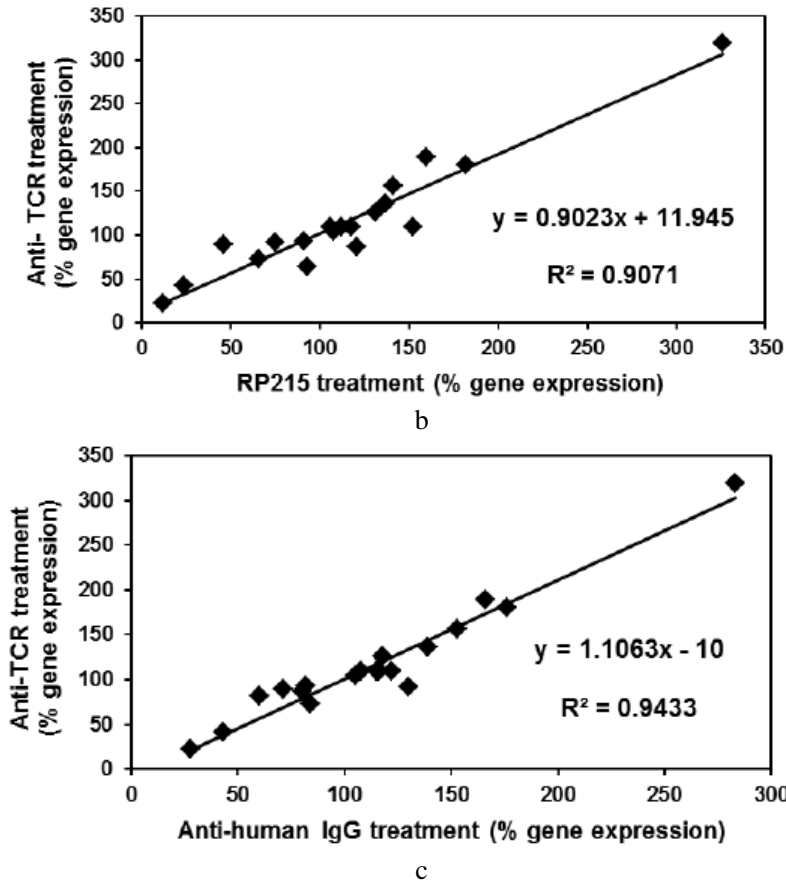 350
300
250
200
150
100
50
0
Anti- TCR treatment
(% gene expression)
y = 0.9023x + 11.945
R² = 0.9071
0 50 100 150 200 250 300 350
RP215 treatment (% gene expression)
b
350
300
250
200
150
100
50
0
Anti-TCR treatment
(% gene expression)
y = 1.1063x - 10
R² = 0.9433
0 50 100 150 200 250 300
Anti-human IgG treatment (% gene expression)
c